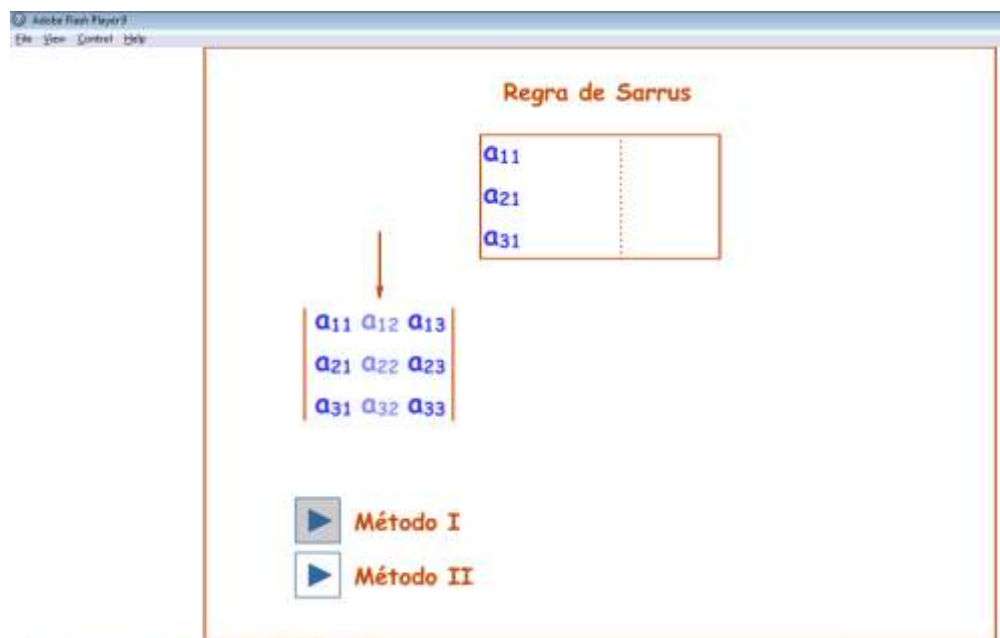 Adobe Flash Player 9
File View Control Help
Regra de Sarrus
a11
a21
a31
a11 a12 a13
a21 a22 a23
a31 a32 a33
Método I
Método II